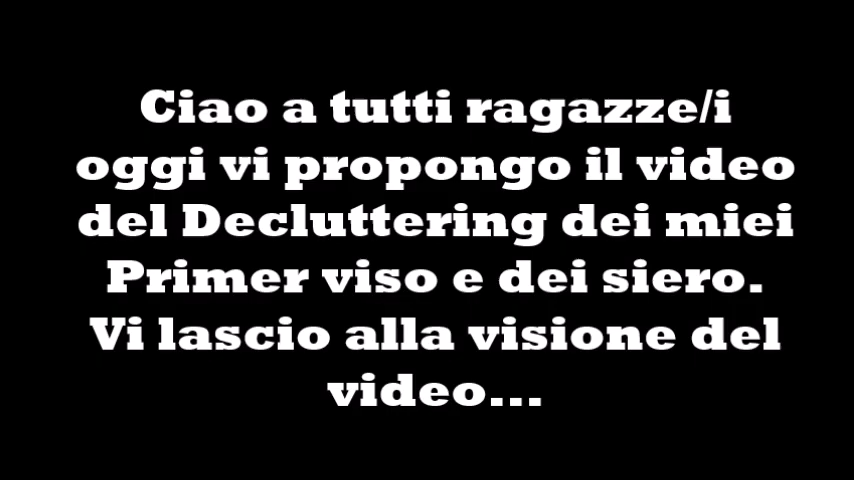 Ciao a tutti ragazze/i
oggi vi propongo il video
del Decluttering dei miei
Primer viso e dei siero.
Vi lascio alla visione del
video...